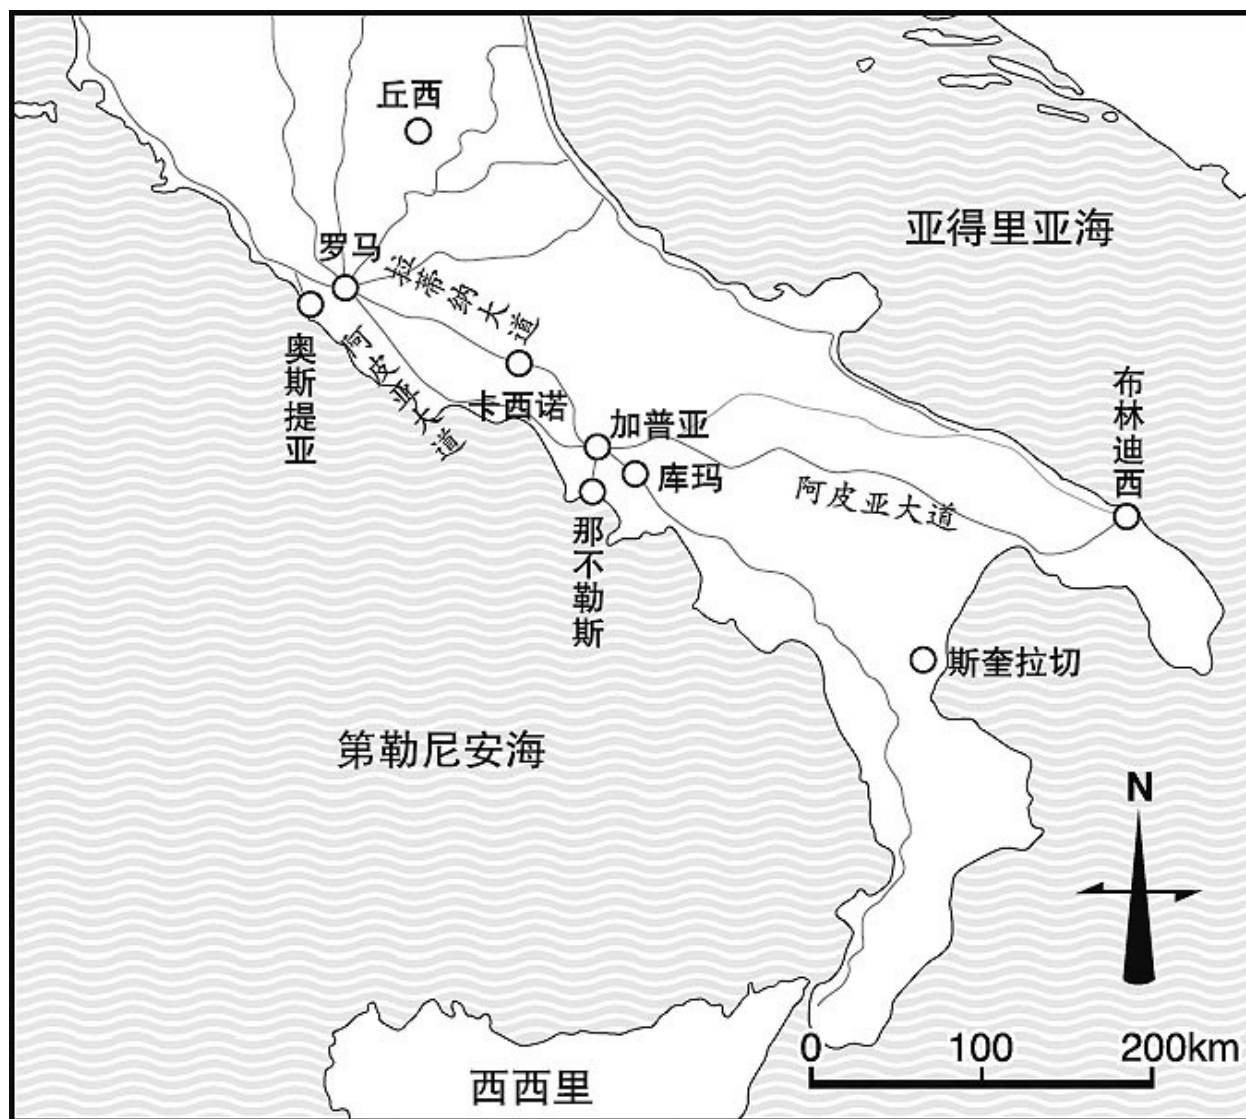 丘西
亚得里亚海
罗马
拉蒂纳大道
奥斯提亚
阿皮亚大道
卡西诺
加普亚
库玛
布林迪西
阿皮亚大道
那不勒斯
斯奎拉切
第勒尼安海
N
0 100 200km
西西里